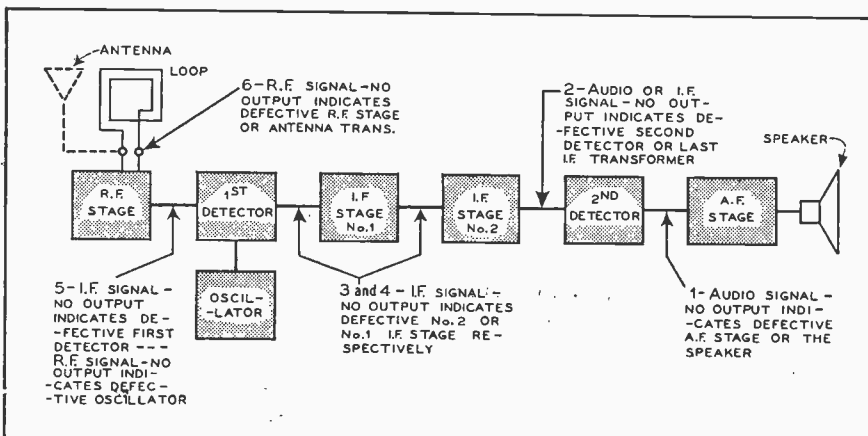 ANTENNA
LOOP
6-R.F. SIGNAL-NO
OUTPUT INDICATES
DEFECTIVE R.F. STAGE
OR ANTENNA TRANS.
2-AUDIO OR I.F.
SIGNAL-NO OUT-
PUT INDICATES DE-
-FECTIVE SECOND
DETECTOR OR LAST
I.F. TRANSFORMER
SPEAKER
R.F.
STAGE
1ST
DETECTOR
I.F
STAGE
No.1
I.F.
STAGE
No.2
2ND
DETECTOR
A.F.
STAGE
OSCIL-
-LATOR
5-I.F. SIGNAL-
NO OUTPUT
INDICATES DE-
-FECTIVE FIRST
DETECTOR ---
R.F. SIGNAL-NO
OUTPUT INDI-
-CATES DEFEC-
-TIVE OSCILLATOR
3 and 4 - I.F. SIGNAL-
NO OUTPUT INDICATES
DEFECTIVE No.2 OR
No.1 I.F. STAGE RE-
SPECTIVELY
1-AUDIO SIGNAL-
NO OUTPUT INDI-
-CATES DEFECTIVE
A.F. STAGE OR THE
SPEAKER